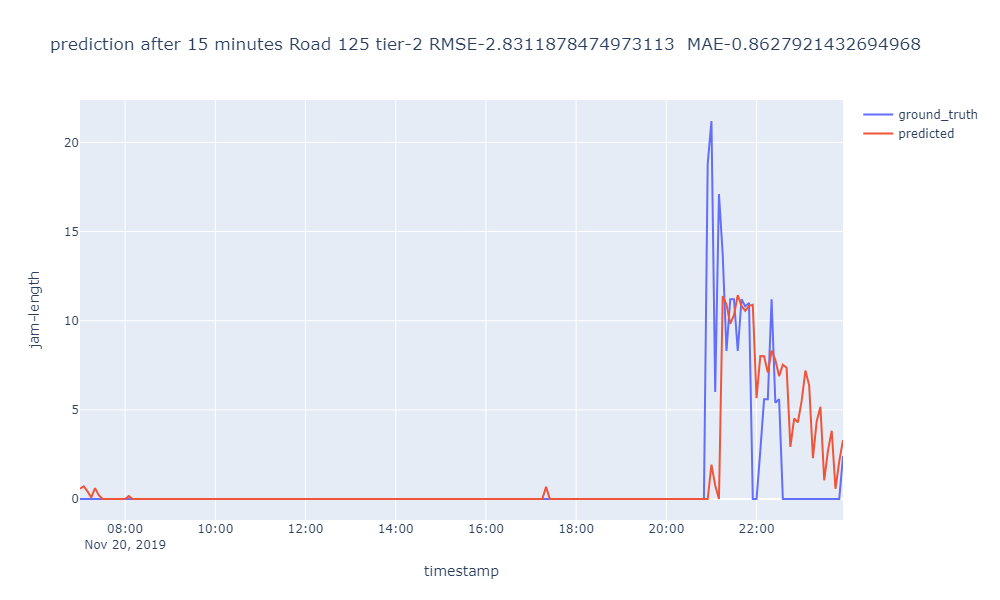 prediction after 15 minutes Road 125 tier-2 RMSE-2.8311878474973113  MAE-0.8627921432694968
ground_truth
predicted
20
15
10
5
0
jam-length
08:00 10:00 12:00 14:00 16:00 18:00 20:00 22:00
Nov 20, 2019
timestamp